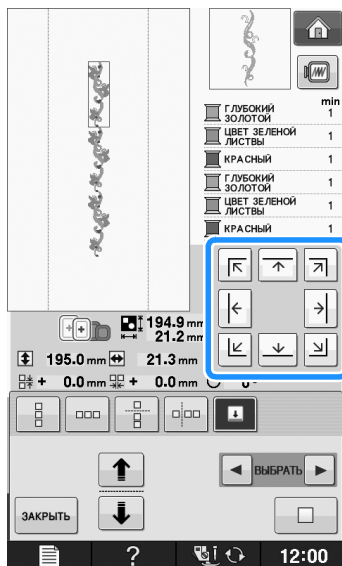 min
ГЛУБОКИЙ ЗОЛОТОЙ 1
ЦВЕТ ЗЕЛЕНОЙ ЛИСТВЫ 1
КРАСНЫЙ 1
ГЛУБОКИЙ ЗОЛОТОЙ 1
ЦВЕТ ЗЕЛЕНОЙ ЛИСТВЫ 1
КРАСНЫЙ 1
194.9 mm
21.2 mm
195.0 mm 21.3 mm
+ 0.0 mm + 0.0 mm 0°
ВЫБРАТЬ
ЗАКРЫТЬ
? 12:00